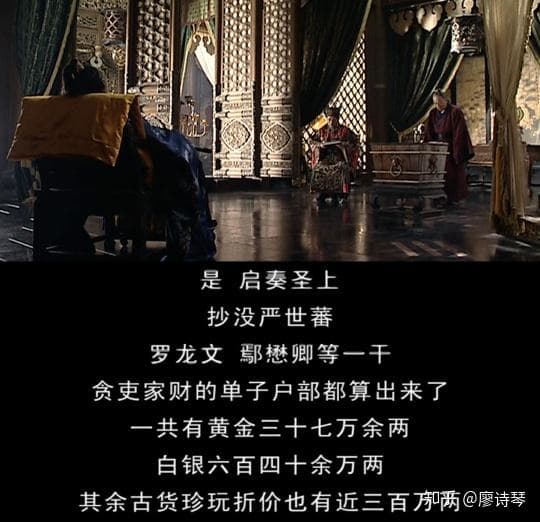 是 启奏圣上
抄没严世蕃
罗龙文 鄢懋卿等一干
贪吏家财的单子户部都算出来了
一共有黄金三十七万余两
白银六百四十余万两
其余古货珍玩折价也有近三百万两
知乎 @廖诗琴